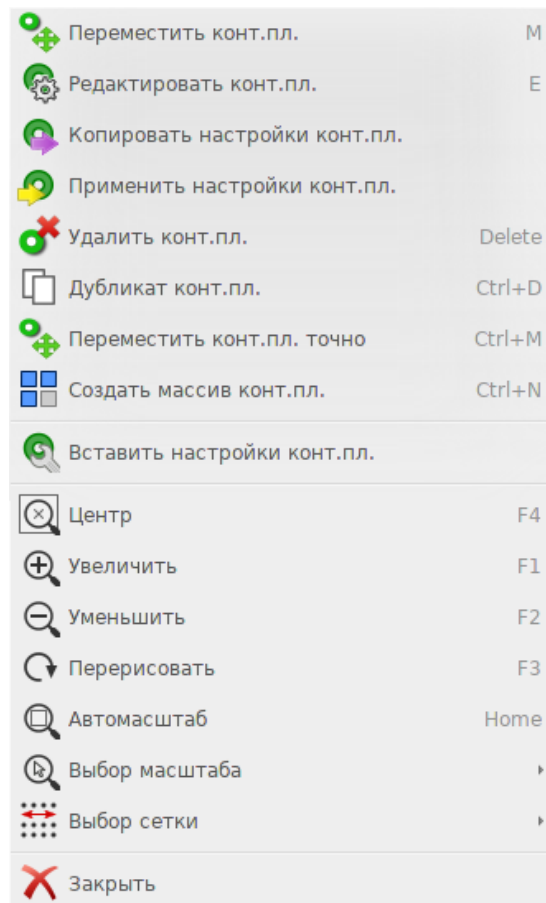 Переместить конт.пл. M
Редактировать конт.пл. E
Копировать настройки конт.пл.
Применить настройки конт.пл.
Удалить конт.пл. Delete
Дубликат конт.пл. Ctrl+D
Переместить конт.пл. точно Ctrl+M
Создать массив конт.пл. Ctrl+N
Вставить настройки конт.пл.
Центр F4
Увеличить F1
Уменьшить F2
Перерисовать F3
Автомасштаб Home
Выбор масштаба
Выбор сетки
Закрыть